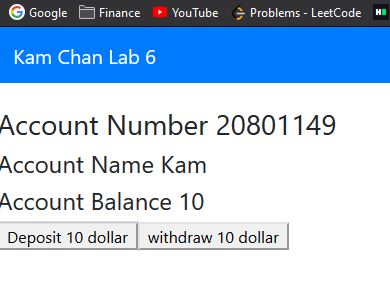 Google Finance YouTube Problems - LeetCode
Kam Chan Lab 6
Account Number 20801149
Account Name Kam
Account Balance 10
Deposit 10 dollar withdraw 10 dollar